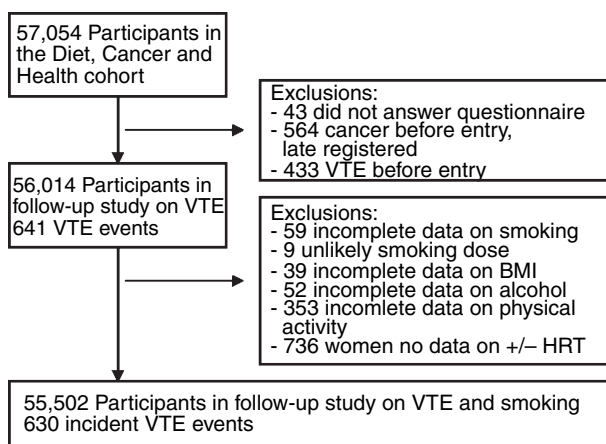 57,054 Participants in
the Diet, Cancer and
Health cohort
Exclusions:
- 43 did not answer questionnaire
- 564 cancer before entry,
late registered
- 433 VTE before entry
56,014 Participants in
follow-up study on VTE
641 VTE events
Exclusions:
- 59 incomplete data on smoking
- 9 unlikely smoking dose
- 39 incomplete data on BMI
- 52 incomplete data on alcohol
- 353 incomlete data on physical
activity
- 736 women no data on +/– HRT
55,502 Participants in follow-up study on VTE and smoking
630 incident VTE events